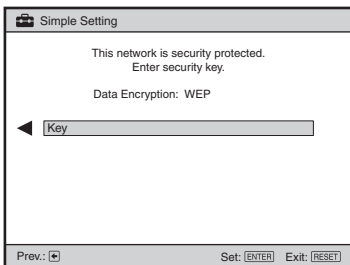 Simple Setting
This network is security protected.
Enter security key.
Data Encryption: WEP
Key
Prev.: Set: ENTER Exit: RESET